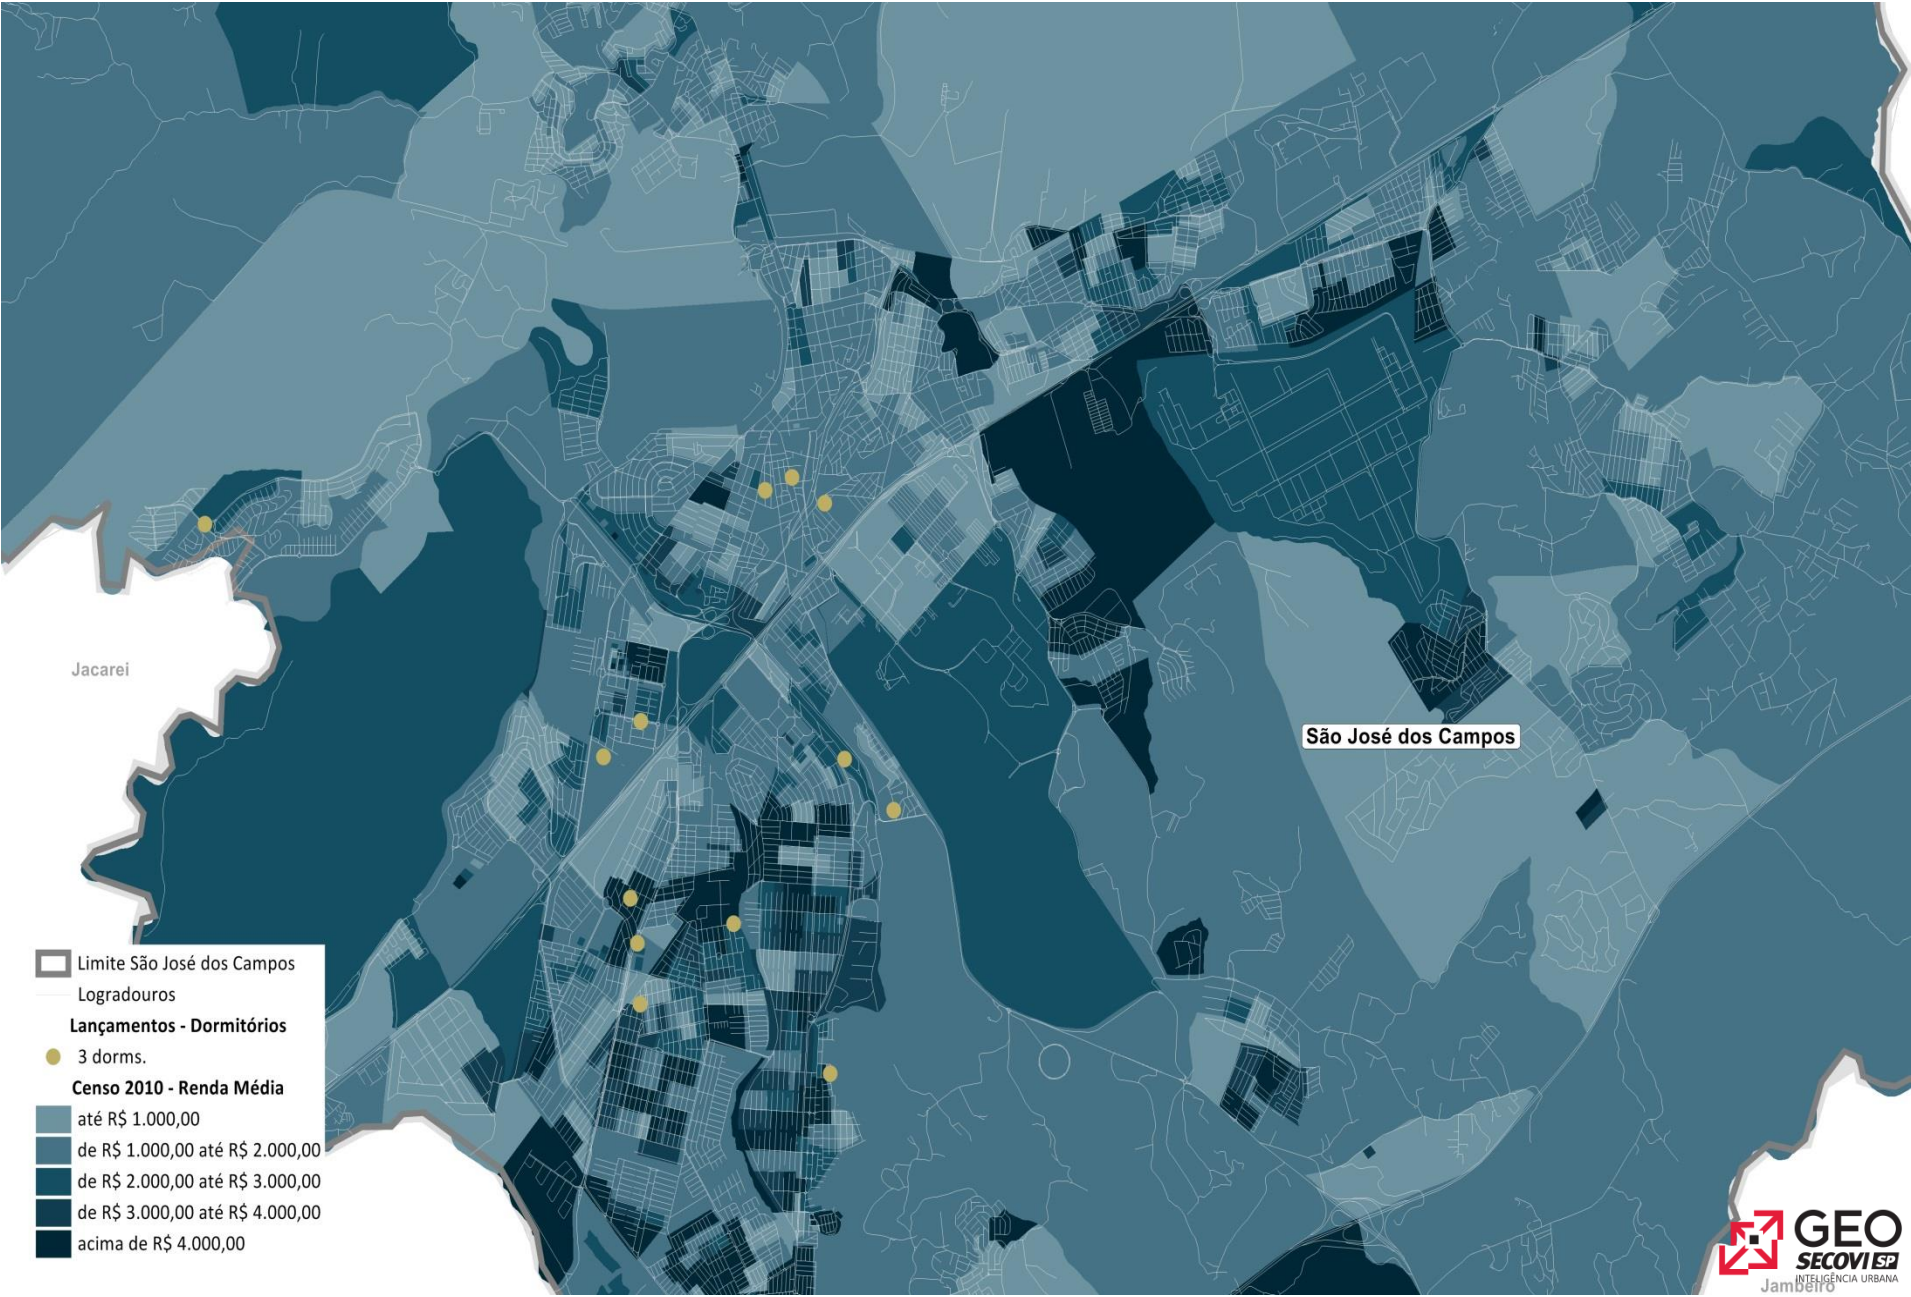 Jacarei
São José dos Campos
Limite São José dos Campos
Logradouros
Lançamentos - Dormitórios
3 dorms.
Censo 2010 - Renda Média
até R$ 1.000,00
de R$ 1.000,00 até R$ 2.000,00
de R$ 2.000,00 até R$ 3.000,00
de R$ 3.000,00 até R$ 4.000,00
acima de R$ 4.000,00
GEO
SECOVI SP
INTELIGÊNCIA URBANA
Jambeiro